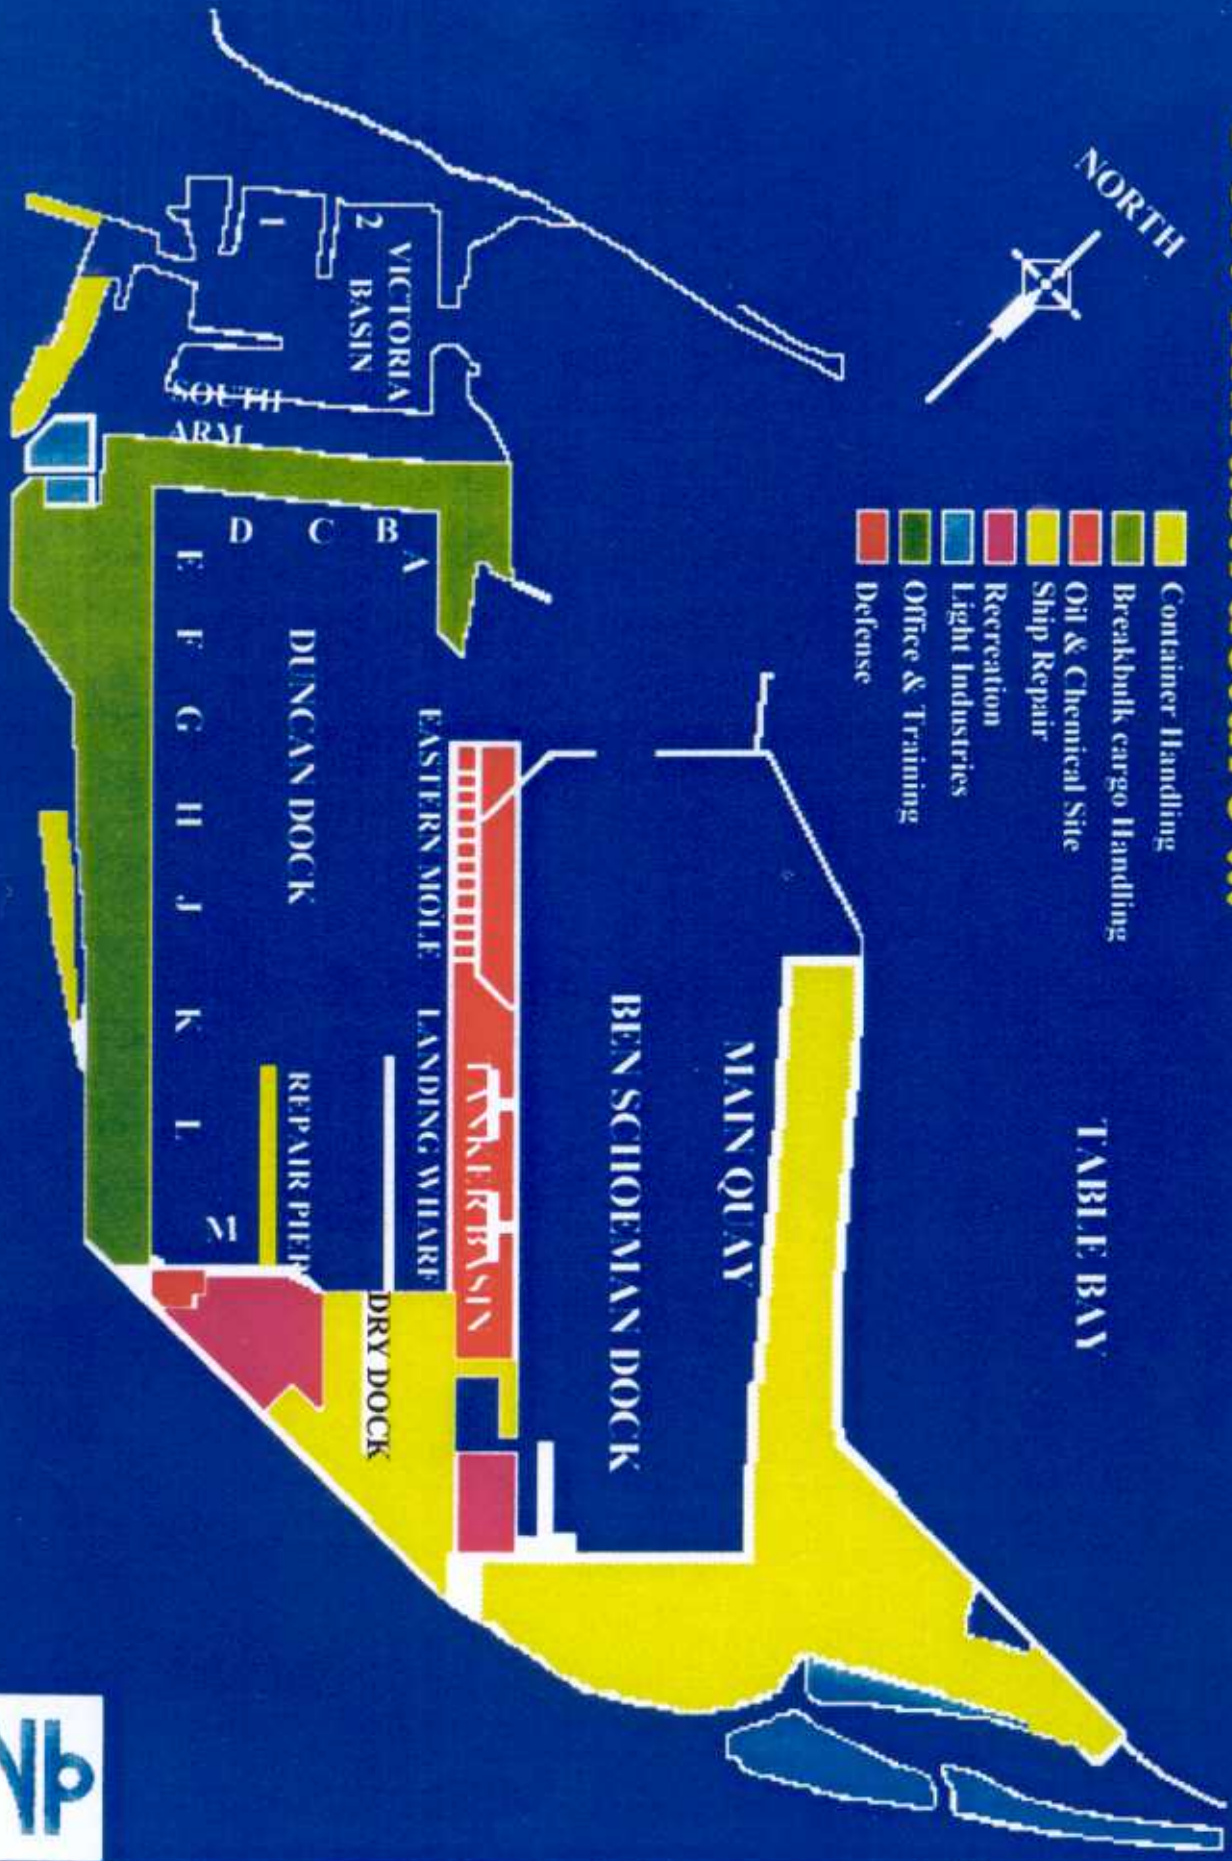 NORTH
Container Handling
Breakbulk cargo Handling
Oil & Chemical Site
Ship Repair
Recreation
Light Industries
Office & Training
Defense
TABLE BAY
VICTORIA
BASIN
1
2
SOUTH
ARM
MAIN QUAY
BEN SCHOEMAN DOCK
TANKER BASIN
EASTERN MOLE
LANDING WHARF
DRY DOCK
REPAIR PIER
DUNCAN DOCK
A
B
C
D
E
F
G
H
J
K
L
M